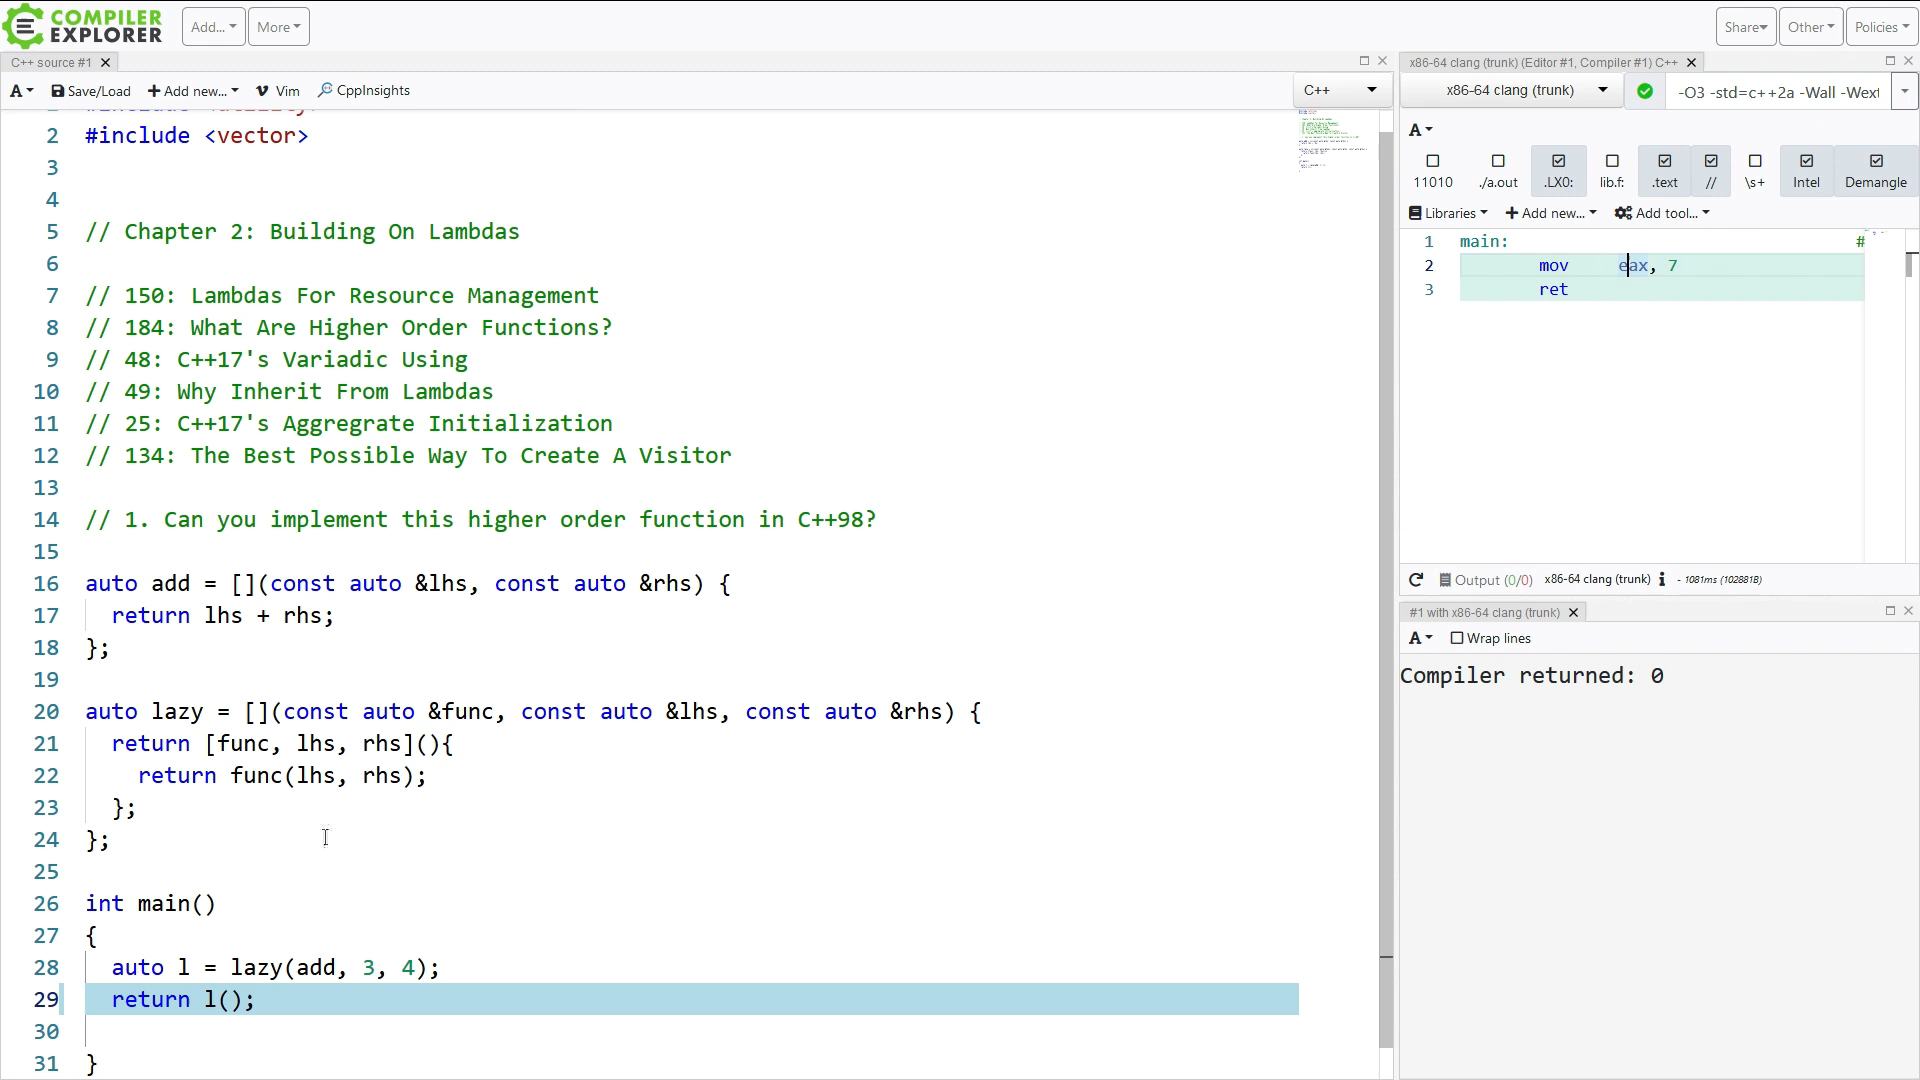 COMPILER
EXPLORER
Add...
More
Share
Other
Policies
C++ source #1
A
Save/Load
Add new...
Vim
CppInsights
C++
2 #include <vector>
3
4
5 // Chapter 2: Building On Lambdas
6
7 // 150: Lambdas For Resource Management
8 // 184: What Are Higher Order Functions?
9 // 48: C++17's Variadic Using
10 // 49: Why Inherit From Lambdas
11 // 25: C++17's Aggregrate Initialization
12 // 134: The Best Possible Way To Create A Visitor
13
14 // 1. Can you implement this higher order function in C++98?
15
16 auto add = [](const auto &lhs, const auto &rhs) {
17 return lhs + rhs;
18 };
19
20 auto lazy = [](const auto &func, const auto &lhs, const auto &rhs) {
21 return [func, lhs, rhs](){
22 return func(lhs, rhs);
23 };
24 };
25
26 int main()
27 {
28 auto l = lazy(add, 3, 4);
29 return l();
30
31 }
x86-64 clang (trunk) (Editor #1, Compiler #1) C++
x86-64 clang (trunk)
-O3 -std=c++2a -Wall -Wext
A
11010
./a.out
.LX0:
lib.f:
.text
//
\s+
Intel
Demangle
Libraries
Add new...
Add tool...
1 main: #
2 mov eax, 7
3 ret
Output (0/0) x86-64 clang (trunk) i - 1081ms (102881B)
#1 with x86-64 clang (trunk)
A
Wrap lines
Compiler returned: 0